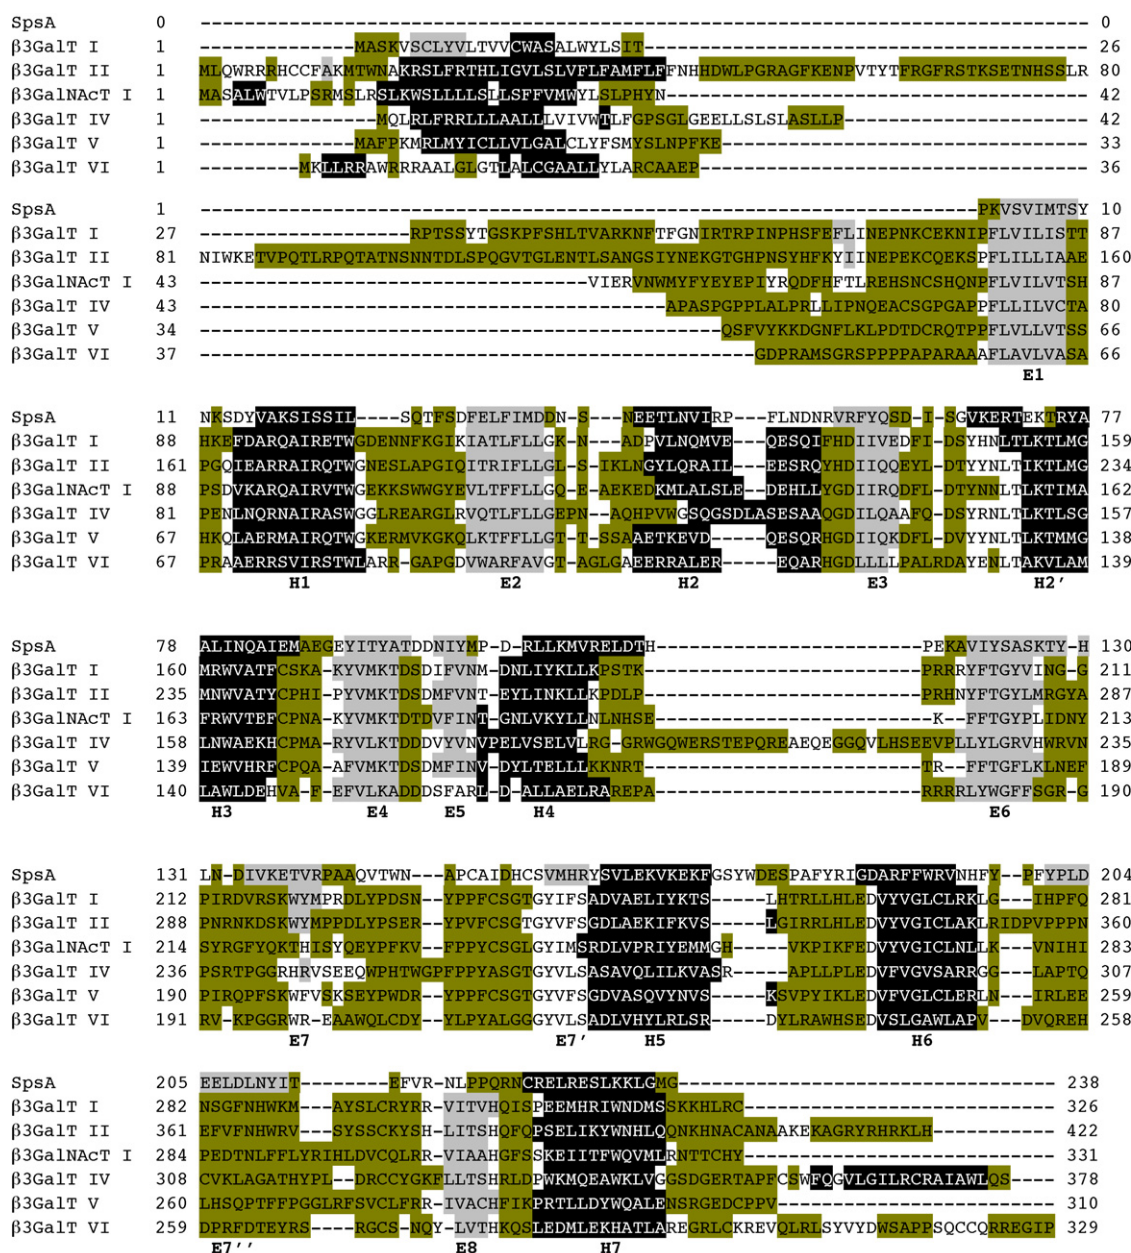 SpsA 0 -------------------------------------------------------------------------------- 0
β3GalT I 1 --------------MASKVSCLYVLTVVCWASALWYLSIT---------------------------------------- 26
β3GalT II 1 MLQWRRRHCCFAKMTWNAKRSLFRTHLIGVLSLVFLFAMFLFFNHHDWLPGRAGFKENPVTYTFRGFRSTKSETNHSSLR 80
β3GalNAcT I 1 MASALWTVLPSRMSLRSLKWSLLLLSLLSFFVMWYLSLPHYN-------------------------------------- 42
β3GalT IV 1 ----------------MQLRLFRRLLLAALLLVIVWTLFGPSGLGEELLSLSLASLLP---------------------- 42
β3GalT V 1 --------------MAFPKMRLMYICLLVLGALCLYFSMYSLNPFKE--------------------------------- 33
β3GalT VI 1 ---------MKLLRRAWRRRAALGLGTLALCGAALLYLARCAAEP----------------------------------- 36
SpsA 1 ----------------------------------------------------------------------PKVSVIMTSY 10
β3GalT I 27 -------------------RPTSSYTGSKPFSHLTVARKNFTFGNIRTRPINPHSFEFLINEPNKCEKNIPFLVILISTT 87
β3GalT II 81 NIWKETVPQTLRPQTATNSNNTDLSPQGVTGLENTLSANGSIYNEKGTGHPNSYHFKYIINEPEKCQEKSPFLILLIAAE 160
β3GalNAcT I 43 -----------------------------------VIERVNWMYFYEYEPIYRQDFHFTLREHSNCSHQNPFLVILVTSH 87
β3GalT IV 43 ------------------------------------------APASPGPPLALPRLLIPNQEACSGPGAPPFLLILVCTA 80
β3GalT V 34 -----------------------------------------------QSFVYKKDGNFLKLPDTDCRQTPPFLVLLVTSS 66
β3GalT VI 37 --------------------------------------------------GDPRAMSGRSPPPPAPARAAAFLAVLVASA 66
E1
SpsA 11 NKSDYVAKSISSIL----SQTFSDFELFIMDDN-S---NEETLNVIRP---FLNDNRVRFYQSD-I-SGVKERTEKTRYA 77
β3GalT I 88 HKEFDARQAIRETWGDENNFKGIKIATLFLLGK-N---ADPVLNQMVE---QESQIFHDIIVEDFI-DSYHNLTLKTLMG 159
β3GalT II 161 PGQIEARRAIRQTWGNESLAPGIQITRIFLLGL-S-IKLNGYLQRAIL---EESRQYHDIIQQEYL-DTYYNLTIKTLMG 234
β3GalNAcT I 88 PSDVKARQAIRVTWGEKKSWWGYEVLTFFLLGQ-E-AEKEDKMLALSLE--DEHLLYGDIIRQDFL-DTYNNLTLKTIMA 162
β3GalT IV 81 PENLNQRNAIRASWGGLREARGLRVQTLFLLGEPN--AQHPVWGSQGSDLASESAAQGDILQAAFQ-DSYRNLTLKTLSG 157
β3GalT V 67 HKQLAERMAIRQTWGKERMVKGKQLKTFFLLGT-T-SSAAETKEVD-----QESQRHGDIIQKDFL-DVYYNLTLKTMMG 138
β3GalT VI 67 PRAAERRSVIRSTWLARR-GAPGDVWARFAVGT-AGLGAEERRALER----EQARHGDLLLLPALRDAYENLTAKVLAM 139
H1 E2 H2 E3 H2’
SpsA 78 ALINQAIEMAEGEYITYATDDNIYMP-D-RLLKMVRELDTH------------------------PEKAVIYSASKTY-H 130
β3GalT I 160 MRWVATFCSKA-KYVMKTDSDIFVNM-DNLIYKLLKPSTK-------------------------PRRRYFTGYVING-G 211
β3GalT II 235 MNWVATYCPHI-PYVMKTDSDMFVNT-EYLINKLLKPDLP-------------------------PRHNYFTGYLMRGYA 287
β3GalNAcT I 163 FRWVTEFCPNA-KYVMKTDTDVFINT-GNLVKYLLNLNHSE-------------------------K-FFTGYPLIDNY 213
β3GalT IV 158 LNWAEKHCPMA-RYVLKTDDDVYVNVPELVSELVLRG-GRWGQWERSTEPQREAEQEGGQVLHSEEVPLLYLGRVHWRVN 235
β3GalT V 139 IEWVHRFCPQA-AFVMKTDSDMFINV-DYLTELLLKKNRT-------------------------TR-FFTGFLKLNEF 189
β3GalT VI 140 LAWLDEHVA-F-EFVLKADDDSFARL-D-ALLAELRAREPA------------------------RRRRLYWGFFSGR-G 190
H3 E4 E5 H4 E6
SpsA 131 LN-DIVKETVRPAAQVTWN---APCAIDHCSVMHRYSVLEKVKEKFGSYWDESPAFYRIGDARFFWRVNHFY--PFYPLD 204
β3GalT I 212 PIRDVRSKWYMPRDLYPDSN--YPPFCSGTGYIFSADVAELIYKTS-----LHTRLLHLEDVYVGLCLRKLG--IHPFQ 281
β3GalT II 288 PNRNKDSKWYMPPDLYPSER--YPVFCSGTGYVFSGDLAEKIFKVS-----LGIRRLHLEDVYVGICLAKLRIDPVPPPN 360
β3GalNAcT I 214 SYRGFYQKTHISYQEYPFKV--FPPYCSGLGYIMSRDLVPRIYEMMGH---VKPIKFEDVYVGICLNLLK---VNIHI 283
β3GalT IV 236 PSRTPGGRHRVSEEQWPHTWGPFPPYASGTGYVLSASAVQLILKVASR-----APLLPLEDVFVGVSARRGG--LAPTQ 307
β3GalT V 190 PIRQPFSKWFVSKSEYPWDR--YPPFCSGTGYVFSGDVASQVYNVS-----KSVPYIKLEDVFVGLCLERLN---IRLEE 259
β3GalT VI 191 RV-KPGGRWR-EAAWQLCDY--YLPYALGGGYVLSADLVHYLRLSR-----DYLRAWHSEDVSLGAWLAPV---DVQREH 258
E7 E7’ H5 H6
SpsA 205 EELDLNYIT--------EFVR-NLPPQRNCRELRESLKKLGMG---------------------------------- 238
β3GalT I 282 NSGFNHWKM---AYSLCRYRR-VITVHQISPEEMHRIWNDMSSKKHLRC---------------------------- 326
β3GalT II 361 EFVFNHWRV---SYSSCKYSH-LITSHQFQPSELIKYWNHLQQNKHNACANAAKEKAGRYRHRKLH----------- 422
β3GalNAcT I 284 PEDTNLFFLYRIHLDVCQLRR-VIAAHGFSSKEIITFWQVMLRNTTCHY---------------------------- 331
β3GalT IV 308 CVKLAGATHYPL--DRCCYGKFLLTSHRLDPWKMQEAWKLVGGSDGERTAPFCSWFQGVLGILRCRAIAWLQS---- 378
β3GalT V 260 LHSQPTFFPGGLRFSVCLFRR-IVACHFIKPRTLLDYWQALENSRGEDCPPV------------------------- 310
β3GalT VI 259 DPRFDTEYRS----RGCS-NQY-LVTHKQSLEDMLEKHATLAREGRLCKREVQLRLSYVYDWSAPPSQCCQRREGIP 329
E7’’ E8 H7